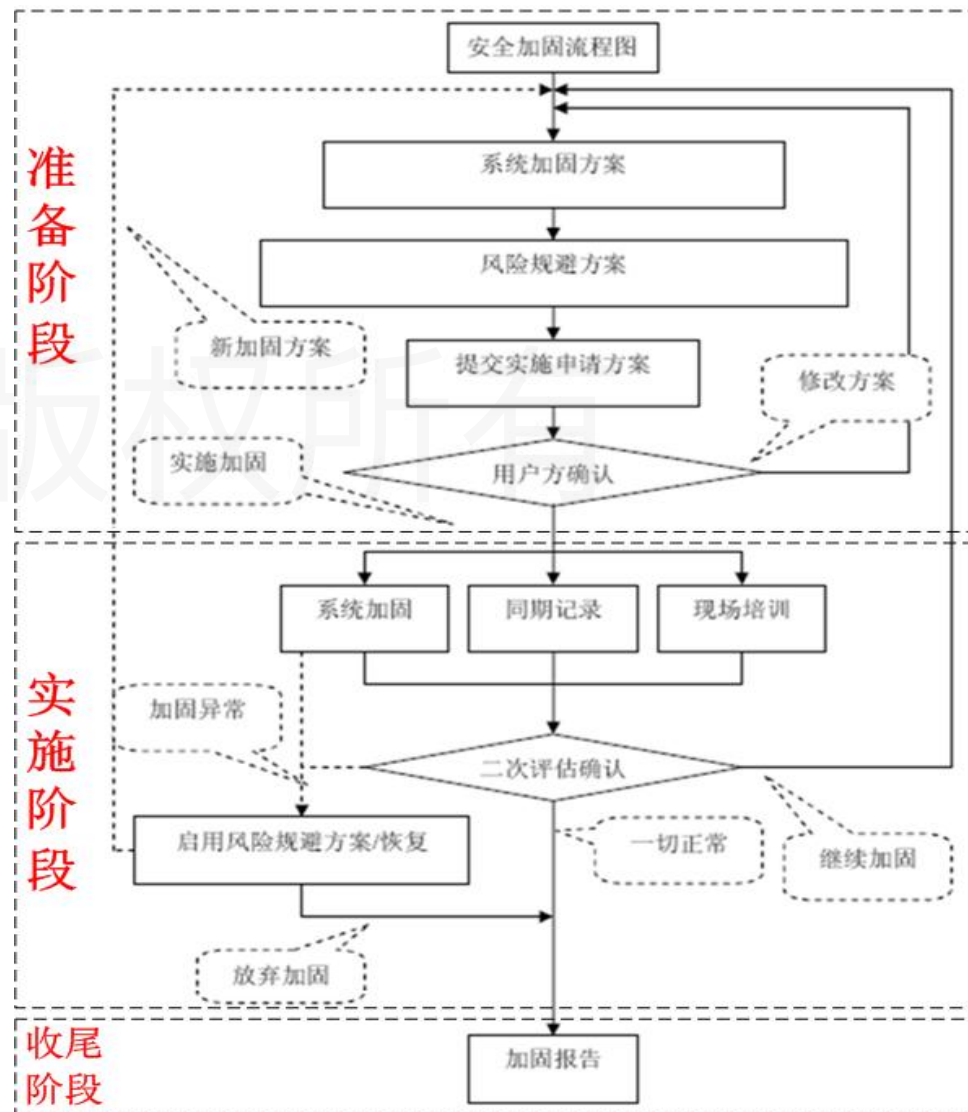 安全加固流程图
准备阶段
系统加固方案
风险规避方案
新加固方案
提交实施申请方案
修改方案
实施加固
用户方确认
版权所有
实施阶段
系统加固
同期记录
现场培训
加固异常
二次评估确认
启用风险规避方案/恢复
一切正常
继续加固
放弃加固
收尾
阶段
加固报告